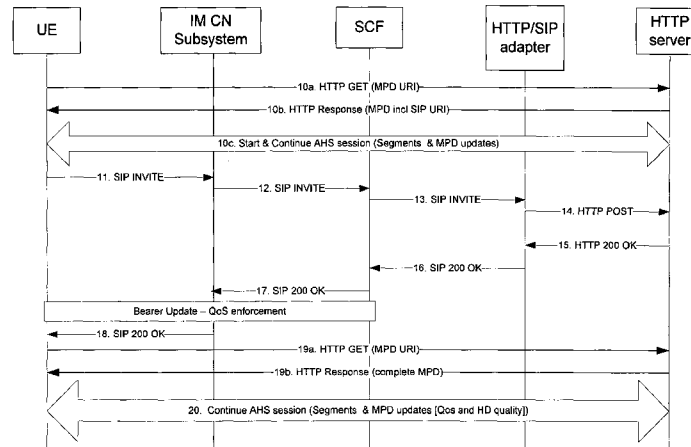 UE
IM CN
Subsystem
SCF
HTTP/SIP
adapter
HTTP
server
10a. HTTP GET (MPD URI)
10b. HTTP Response (MPD incl SIP URI)
10c. Start & Continue AHS session (Segments & MPD updates)
11. SIP INVITE
12. SIP INVITE
13. SIP INVITE
14. HTTP POST
15. HTTP 200 OK
16. SIP 200 OK
17. SIP 200 OK
Bearer Update – QoS enforcement
18. SIP 200 OK
19a. HTTP GET (MPD URI)
19b. HTTP Response (complete MPD)
20. Continue AHS session (Segments & MPD updates [Qos and HD quality])